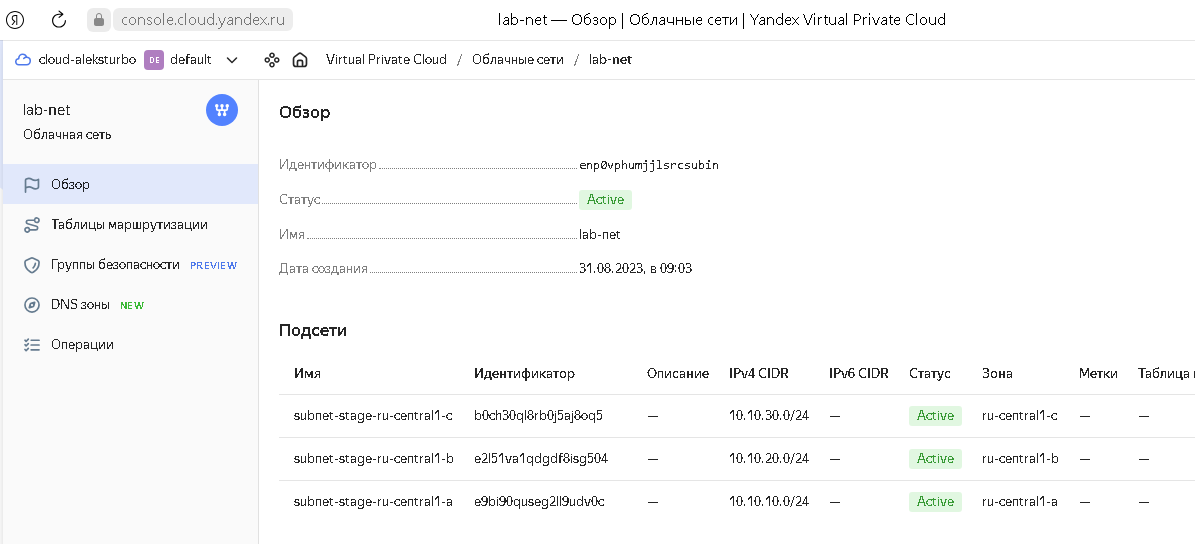 Я console.cloud.yandex.ru lab-net — Обзор | Облачные сети | Yandex Virtual Private Cloud
cloud-aleksturbo DE default Virtual Private Cloud / Облачные сети / lab-net
lab-net
Облачная сеть
Обзор
Таблицы маршрутизации
Группы безопасности PREVIEW
DNS зоны NEW
Операции
Обзор
Идентификатор enp0vphumjjlsrcsubin
Статус Active
Имя lab-net
Дата создания 31.08.2023, в 09:03
Подсети
Имя Идентификатор Описание IPv4 CIDR IPv6 CIDR Статус Зона Метки Таблица
subnet-stage-ru-central1-c b0ch30ql8rb0j5aj8oq5 — 10.10.30.0/24 — Active ru-central1-c — —
subnet-stage-ru-central1-b e2l51va1qdgdf8isg504 — 10.10.20.0/24 — Active ru-central1-b — —
subnet-stage-ru-central1-a e9bi90quseg2ll9udv0c — 10.10.10.0/24 — Active ru-central1-a — —